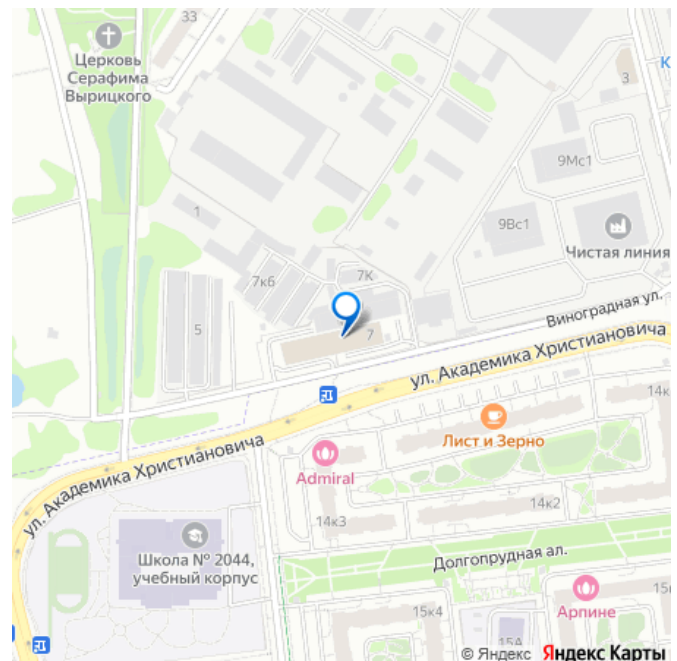 33
Церковь
Серафима
Вырицкого
К
3
9Мс1
1
9Вс1
Чистая линия
7к6
7К
Виноградная ул.
5
7
ул. Академика Христиановича
14к
Лист и Зерно
ул. Академика Христиановича
Admiral
14к3
14к2
Школа № 2044,
учебный корпус
Долгопрудная ал.
15к
Арпине
15к4
15А
© Яндекс Яндекс Карты